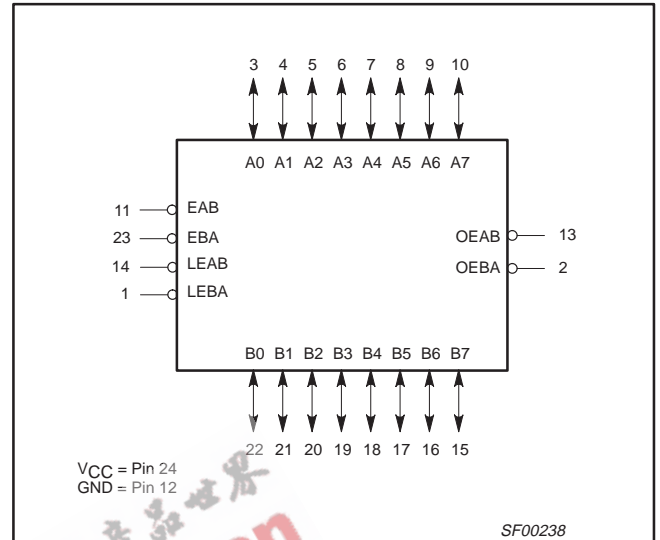 3 4 5 6 7 8 9 10
A0 A1 A2 A3 A4 A5 A6 A7
11 EAB
23 EBA
14 LEAB
1 LEBA
OEAB 13
OEBA 2
B0 B1 B2 B3 B4 B5 B6 B7
22 21 20 19 18 17 16 15
VCC = Pin 24
GND = Pin 12
SF00238